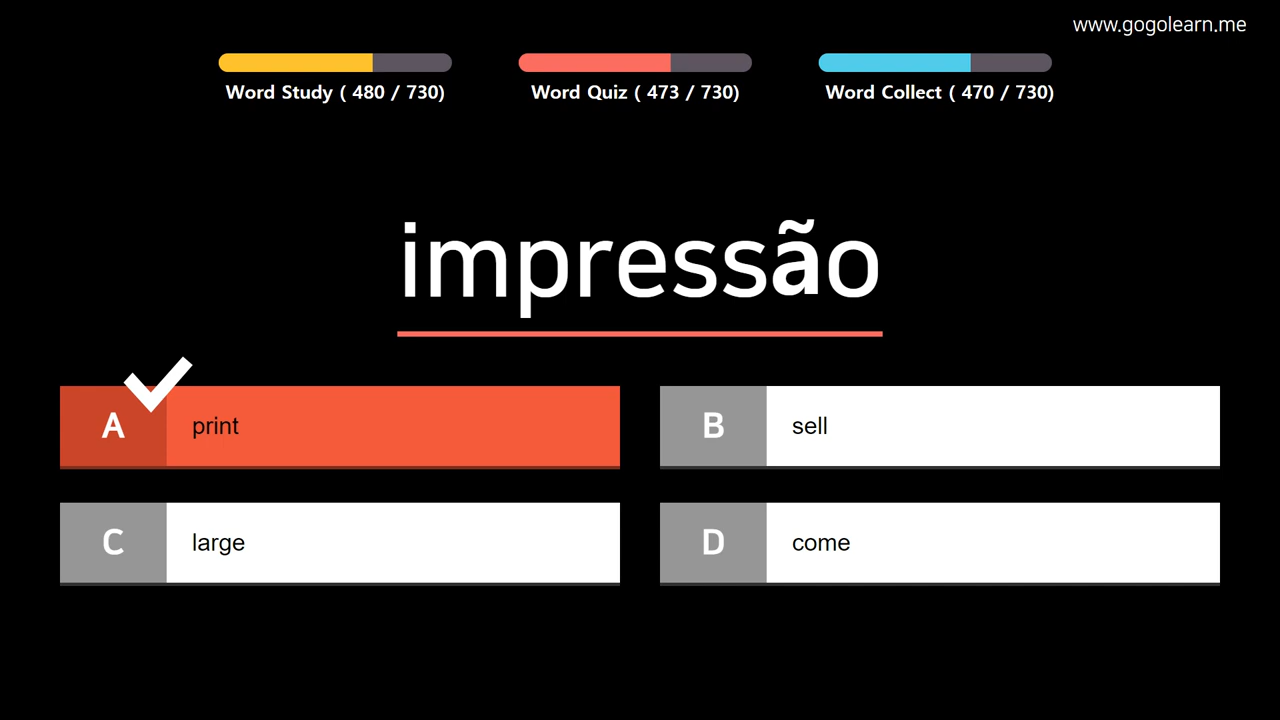 www.gogolearn.me
Word Study ( 480 / 730)
Word Quiz ( 473 / 730)
Word Collect ( 470 / 730)
impressão
A print
B sell
C large
D come